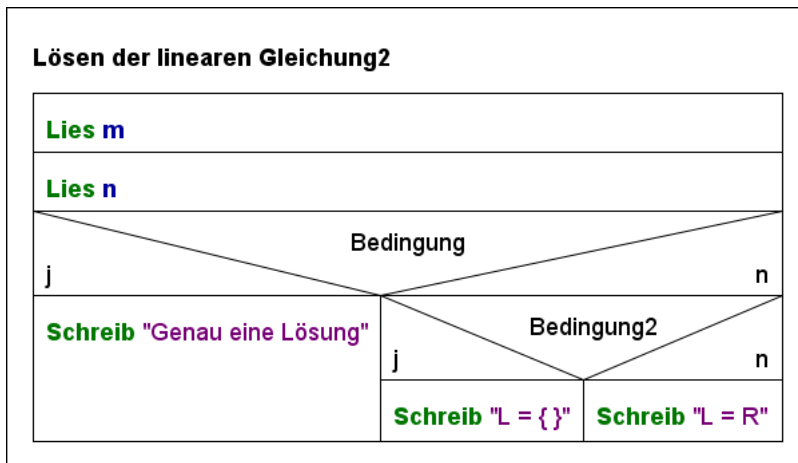 Lösen der linearen Gleichung2
Lies m
Lies n
Bedingung
j
n
Schreib "Genau eine Lösung"
Bedingung2
j
n
Schreib "L = { }"
Schreib "L = R"